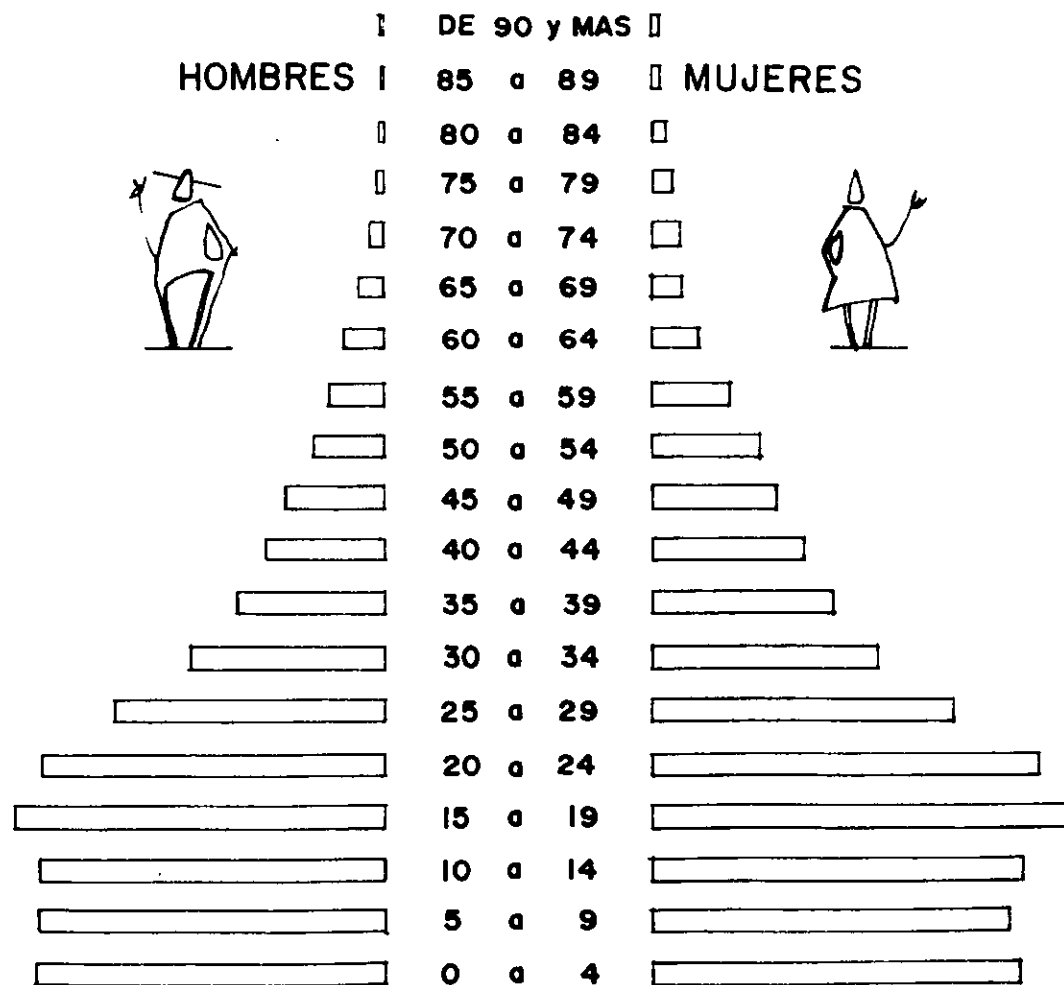 DE 90 y MAS
HOMBRES 85 a 89 MUJERES
80 a 84
75 a 79
70 a 74
65 a 69
60 a 64
55 a 59
50 a 54
45 a 49
40 a 44
35 a 39
30 a 34
25 a 29
20 a 24
15 a 19
10 a 14
5 a 9
0 a 4